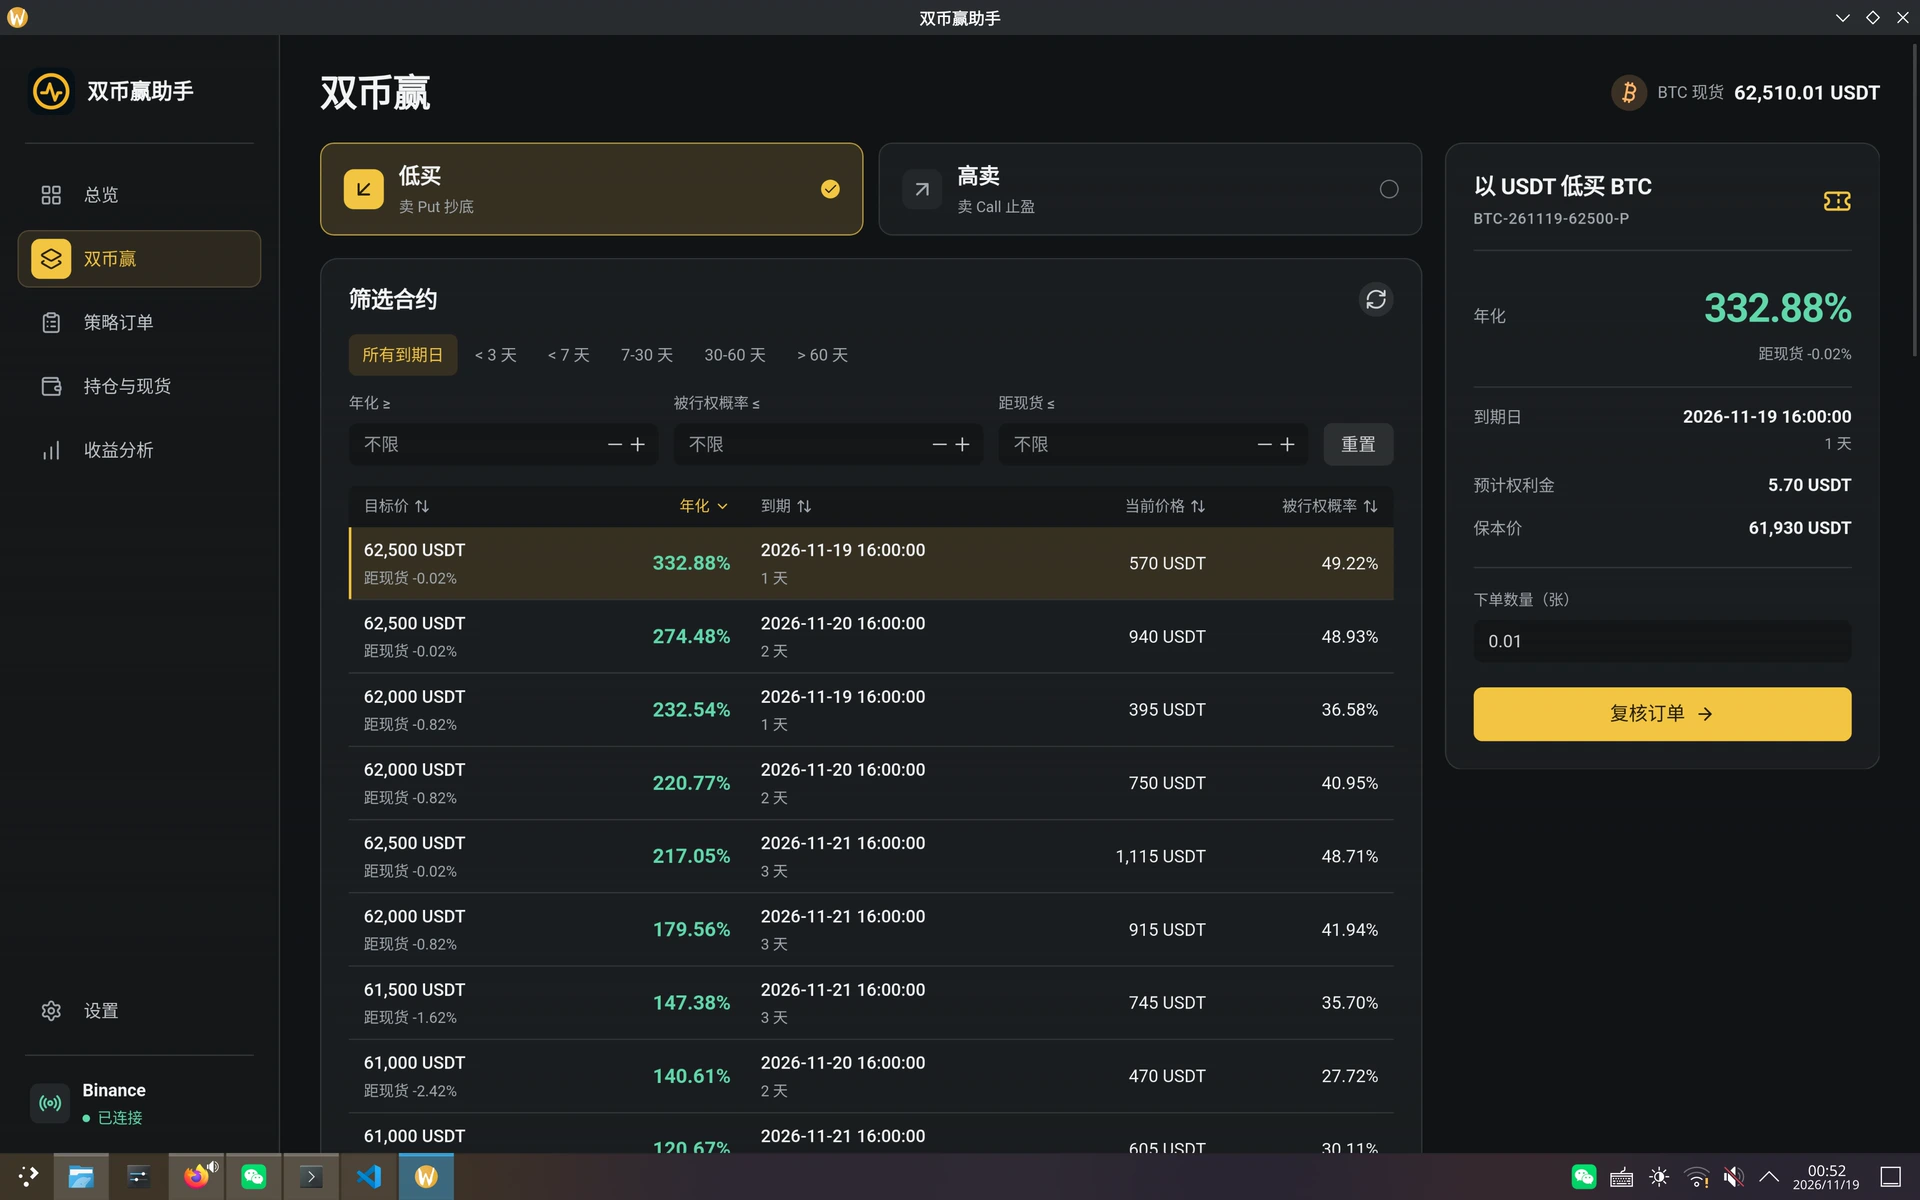 双币赢助手
双币赢助手
总览
双币赢
策略订单
持仓与现货
收益分析
设置
Binance
已连接
双币赢
BTC 现货 62,510.01 USDT
低买
卖 Put 抄底
高卖
卖 Call 止盈
筛选合约
所有到期日 < 3 天 < 7 天 7-30 天 30-60 天 > 60 天
年化 ≥ 被行权概率 ≤ 距现货 ≤
不限 不限 不限 重置
目标价 年化 到期 当前价格 被行权概率
62,500 USDT 332.88% 2026-11-19 16:00:00 570 USDT 49.22%
距现货 -0.02% 1 天
62,500 USDT 274.48% 2026-11-20 16:00:00 940 USDT 48.93%
距现货 -0.02% 2 天
62,000 USDT 232.54% 2026-11-19 16:00:00 395 USDT 36.58%
距现货 -0.82% 1 天
62,000 USDT 220.77% 2026-11-20 16:00:00 750 USDT 40.95%
距现货 -0.82% 2 天
62,500 USDT 217.05% 2026-11-21 16:00:00 1,115 USDT 48.71%
距现货 -0.02% 3 天
62,000 USDT 179.56% 2026-11-21 16:00:00 915 USDT 41.94%
距现货 -0.82% 3 天
61,500 USDT 147.38% 2026-11-21 16:00:00 745 USDT 35.70%
距现货 -1.62% 3 天
61,000 USDT 140.61% 2026-11-20 16:00:00 470 USDT 27.72%
距现货 -2.42% 2 天
61,000 USDT 120.67% 2026-11-21 16:00:00 605 USDT 30.11%
以 USDT 低买 BTC
BTC-261119-62500-P
年化 332.88%
距现货 -0.02%
到期日 2026-11-19 16:00:00
1 天
预计权利金 5.70 USDT
保本价 61,930 USDT
下单数量（张）
0.01
复核订单 →
00:52
2026/11/19